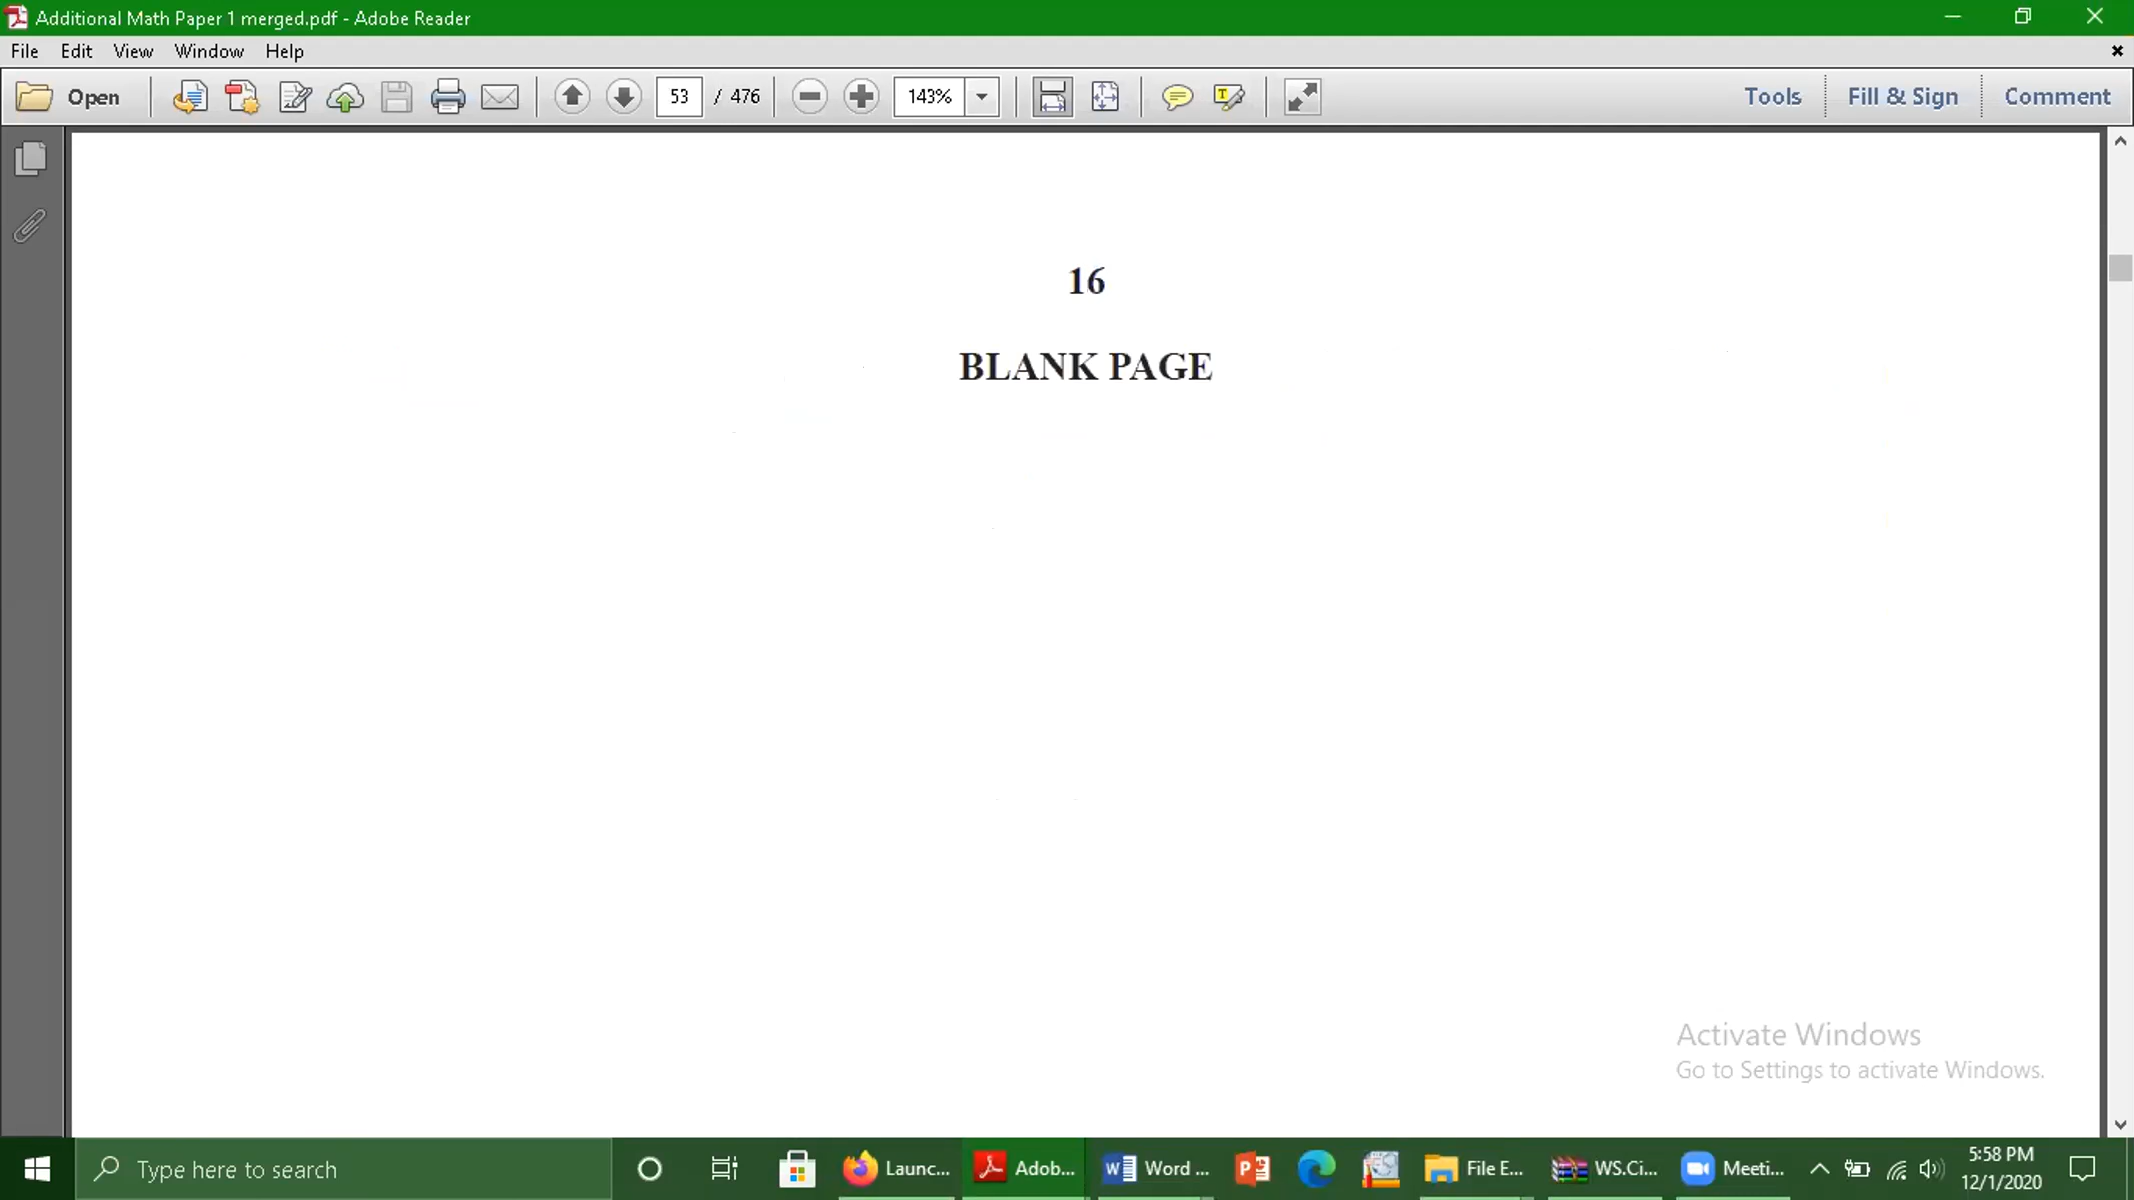 Additional Math Paper 1 merged.pdf - Adobe Reader
File Edit View Window Help
Open 53 / 476 143% Tools Fill & Sign Comment
16
BLANK PAGE
Activate Windows
Go to Settings to activate Windows.
Type here to search Launc... Adob... Word ... File E... WS.Ci... Meeti... 5:58 PM
12/1/2020